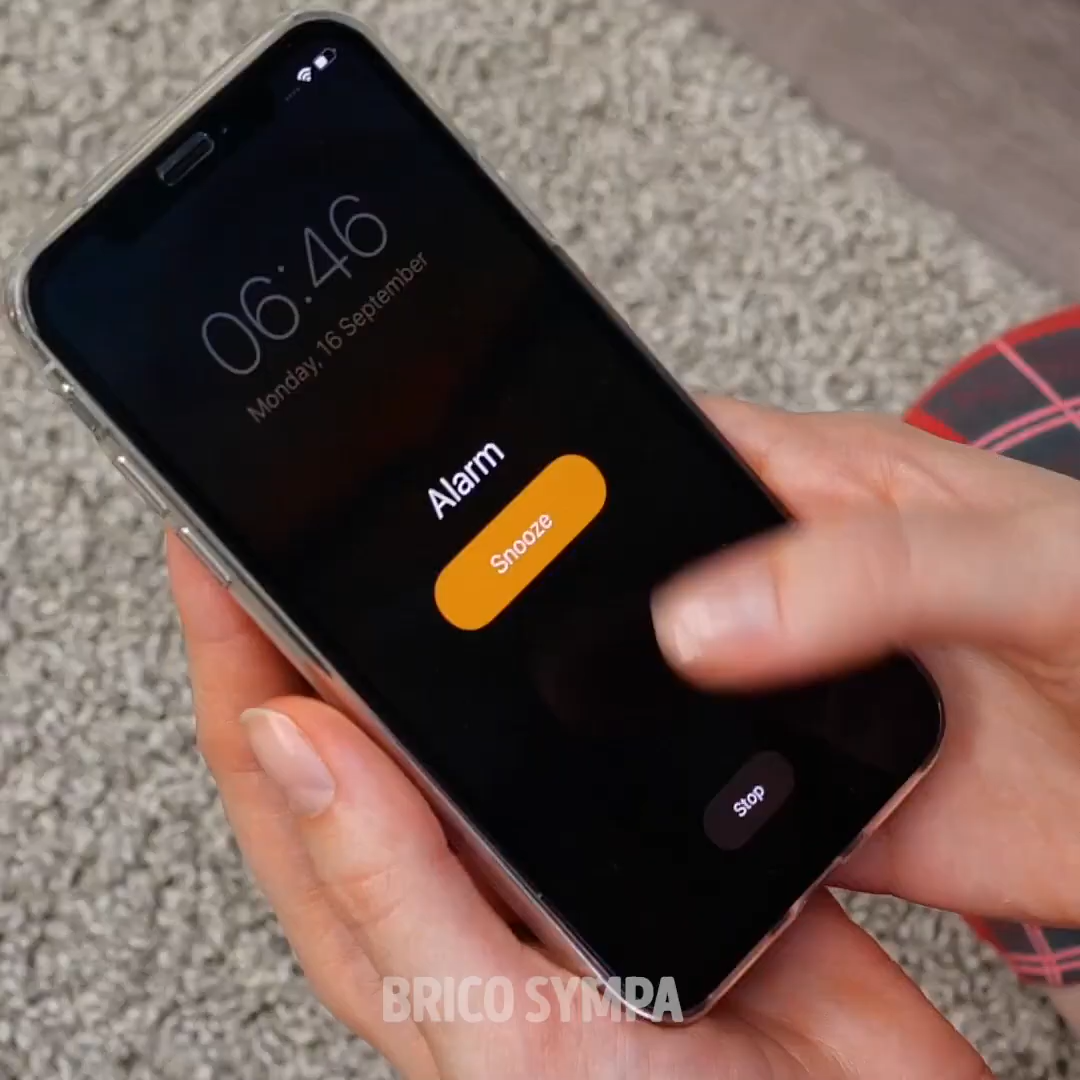 06:46
Monday, 16 September
Alarm
Snooze
Stop
BRICO SYMPA